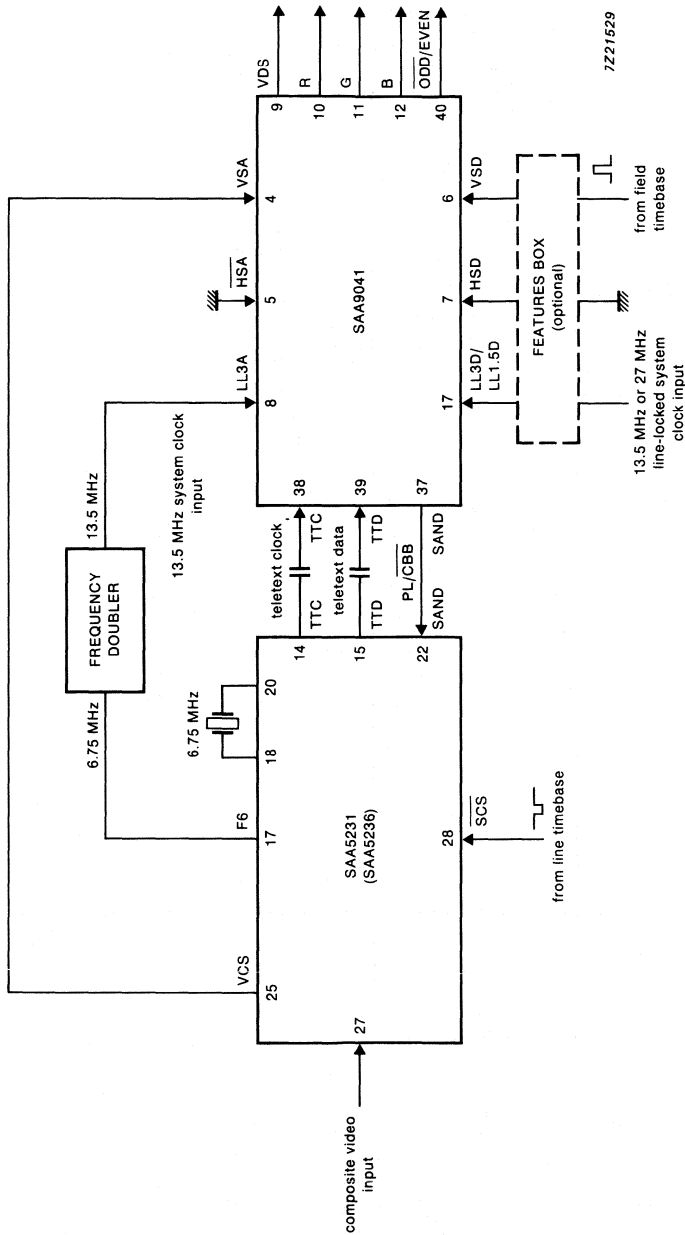 VDS
R
G
B
ODD/EVEN
9
10
11
12
40
VSA
4
HSA
5
LL3A
8
SAA9041
6
VSD
7
HSD
17
LL3D/
LL1.5D
FEATURES BOX
(optional)
from field
timebase
13.5 MHz or 27 MHz
line-locked system
clock input
7Z21529
13.5 MHz
13.5 MHz system clock
input
FREQUENCY
DOUBLER
6.75 MHz
38
39
37
teletext clock
TTC
TTC
teletext data
TTD
TTD
PL/CBB
SAND
SAND
14
15
22
20
18
6.75 MHz
F6
17
VCS
25
SAA5231
(SAA5236)
27
28
SCS
from line timebase
composite video
input